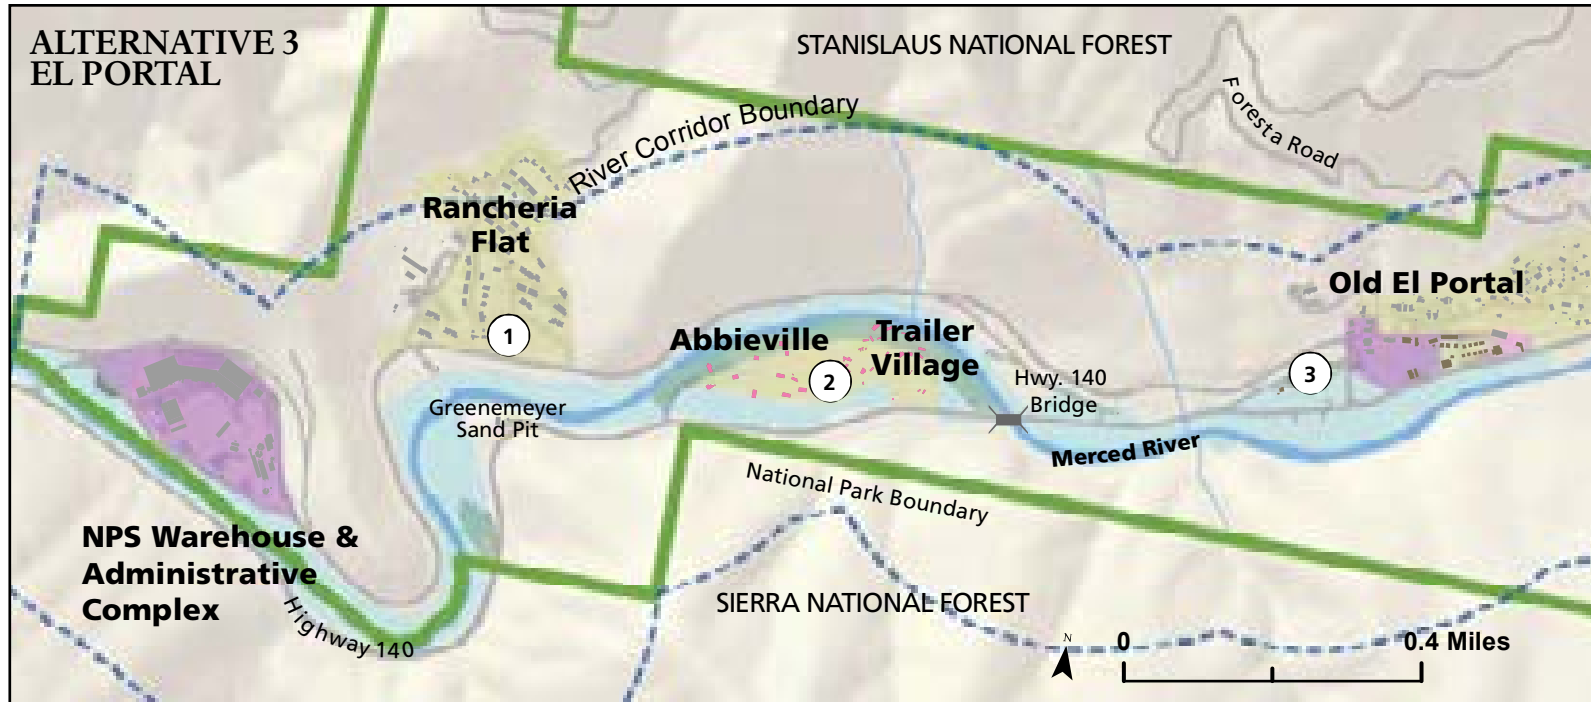 ALTERNATIVE 3
EL PORTAL
STANISLAUS NATIONAL FOREST
Foresta Road
River Corridor Boundary
Rancheria
Flat
1
Old El Portal
Abbieville
Trailer
Village
2
3
Hwy. 140
Bridge
Greenemeyer
Sand Pit
Merced River
National Park Boundary
NPS Warehouse &
Administrative
Complex
Highway 140
SIERRA NATIONAL FOREST
N
0
0.4 Miles